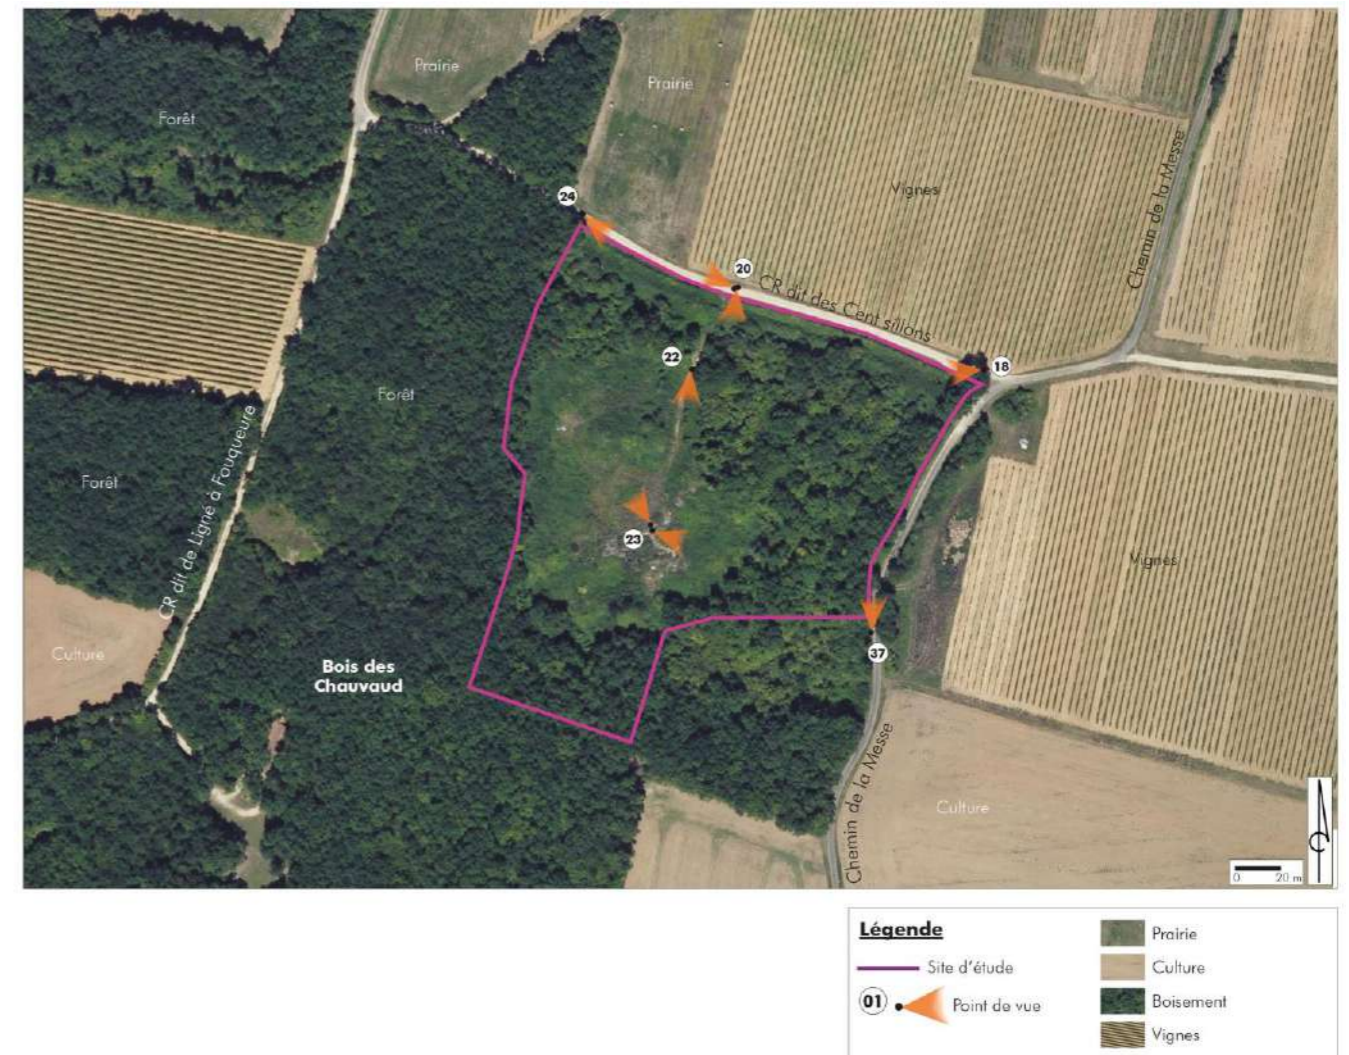 Prairie
Prairie
Forêt
Vignes
Chemin de la Messe
24
20
CR dit des Cent sillons
22
18
Forêt
CR dit de Ligné à Fouqueure
Forêt
23
Vignes
Culture
Bois des
Chauvaud
37
Chemin de la Messe
Culture
0 20 m
Légende
Site d'étude
01 Point de vue
Prairie
Culture
Boisement
Vignes